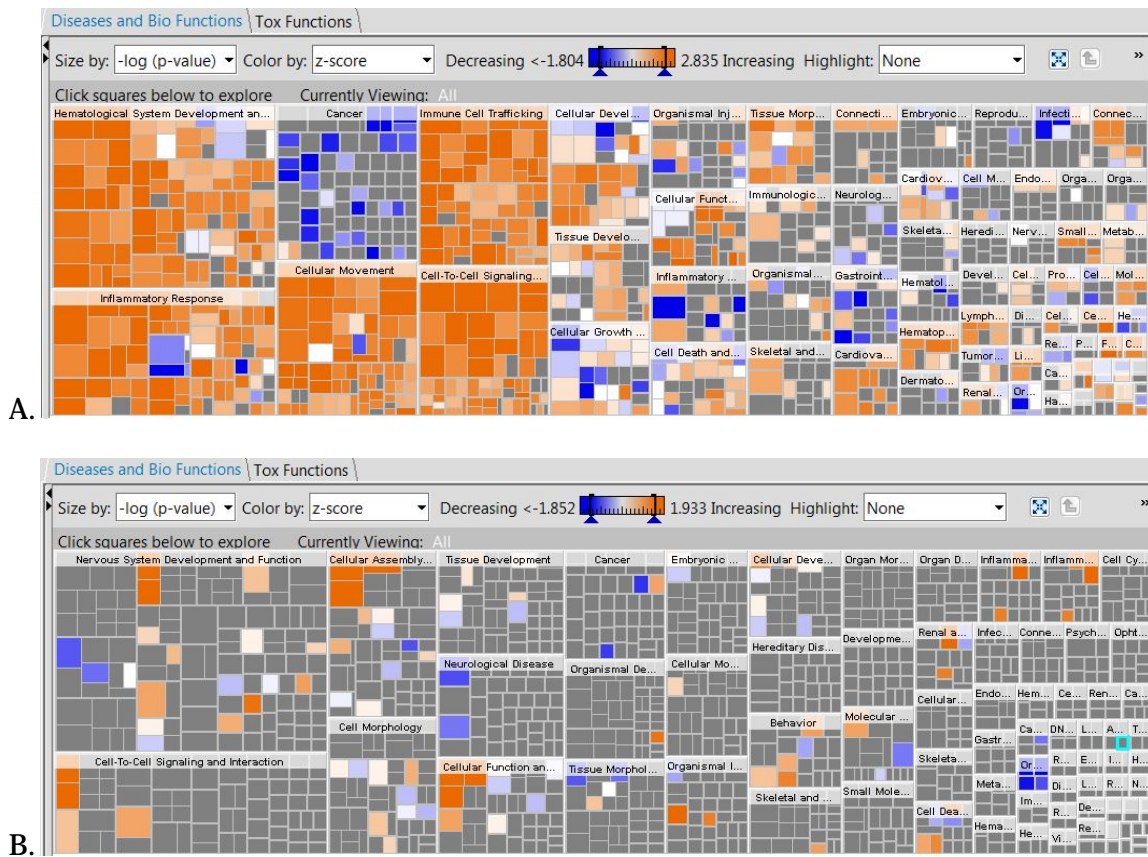 Diseases and Bio Functions Tox Functions
Size by: -log (p-value) Color by: z-score Decreasing <-1.804 2.835 Increasing Highlight: None »
Click squares below to explore Currently Viewing: All
Hematological System Development an... Cancer Immune Cell Trafficking Cellular Devel... Organismal Inj... Tissue Morp... Connecti... Embryonic... Reprodu... Infecti... Connec...
Cardiov... Cell M... Endo... Orga... Orga...
Cellular Funct... Immunologic... Neurolog...
Skeleta... Heredi... Nerv... Small... Metab...
Tissue Develo...
Cellular Movement Cell-To-Cell Signaling... Inflammatory ... Organismal ... Gastroint... Hematol... Devel... Cel... Pro... Cel... Mol...
Inflammatory Response
Lymph... Di... Cel... Ce... He...
Cellular Growth ... Hematop...
Re... P... F... C...
Cell Death and... Skeletal and... Cardiova... Tumor... Li...
Ca...
Dermato...
Renal... Or... Ha...
A.
Diseases and Bio Functions Tox Functions
Size by: -log (p-value) Color by: z-score Decreasing <-1.852 1.933 Increasing Highlight: None »
Click squares below to explore Currently Viewing: All
Nervous System Development and Function Cellular Assembly... Tissue Development Cancer Embryonic ... Cellular Deve... Organ Mor... Organ D... Inflamma... Inflamm... Cell Cy...
Developme... Renal a... Infec... Conne... Psych... Opht...
Hereditary Dis...
Neurological Disease Organismal De... Cellular Mo...
Cellular... Endo... Hem... Ce... Ren... Ca...
Cell Morphology Behavior Molecular ...
Ca... DN... L... A... T...
Gastr...
Cell-To-Cell Signaling and Interaction Cellular Function an... Tissue Morphol... Organismal I... Skeleta... Or... R... E... I... H...
Meta... Di... L... R... N...
Skeletal and ... Small Mole...
Im... R... De...
Cell Dea...
Hema... He... Vi... Re...
B.